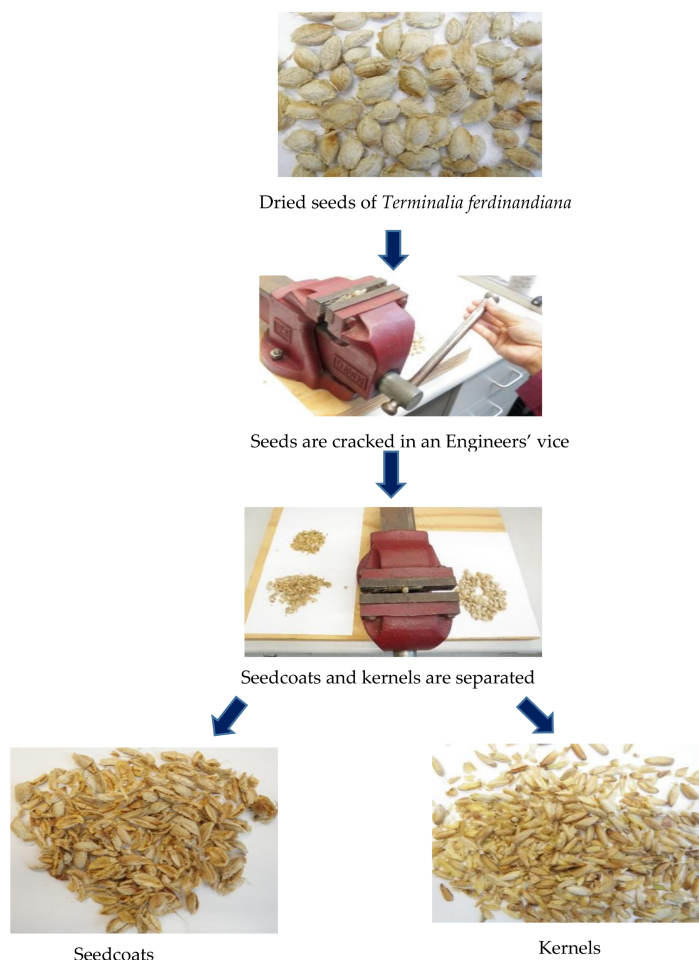 Dried seeds of Terminalia ferdinandiana
Seeds are cracked in an Engineers’ vice
Seedcoats and kernels are separated
Seedcoats
Kernels